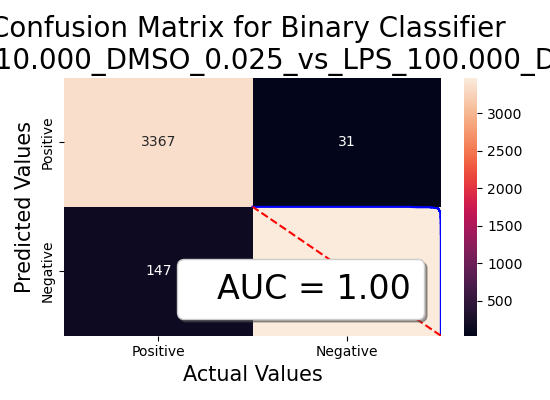 Confusion Matrix for Binary Classifier
10.000_DMSO_0.025_vs_LPS_100.000_D
Predicted Values
Positive
Negative
3367
31
147
AUC = 1.00
Positive
Negative
Actual Values
3000
2500
2000
1500
1000
500